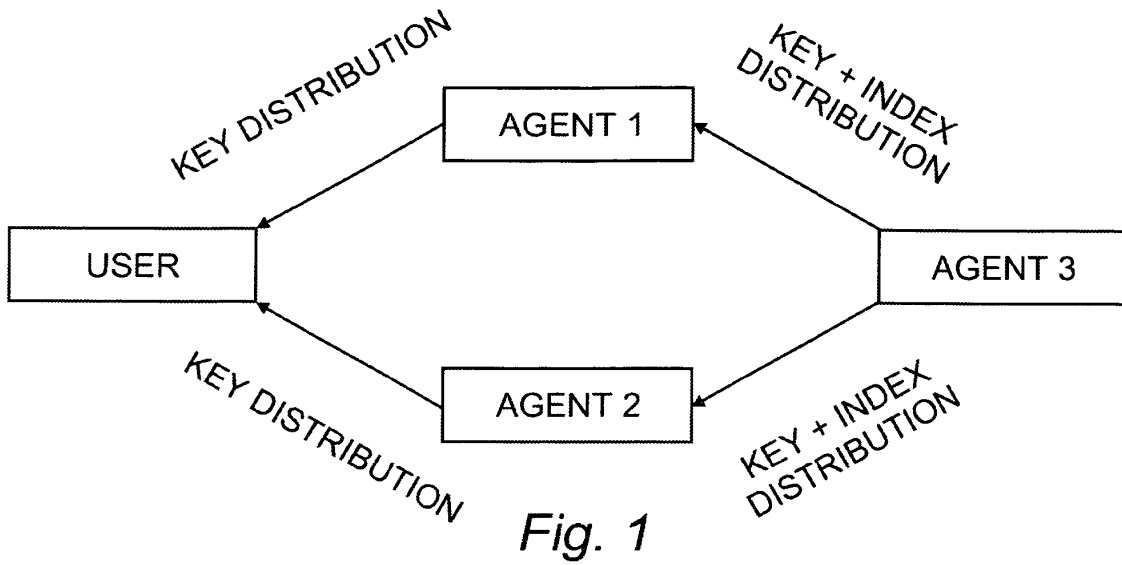 KEY DISTRIBUTION
KEY + INDEX
DISTRIBUTION
AGENT 1
USER
AGENT 3
KEY DISTRIBUTION
AGENT 2
KEY + INDEX
DISTRIBUTION
Fig. 1